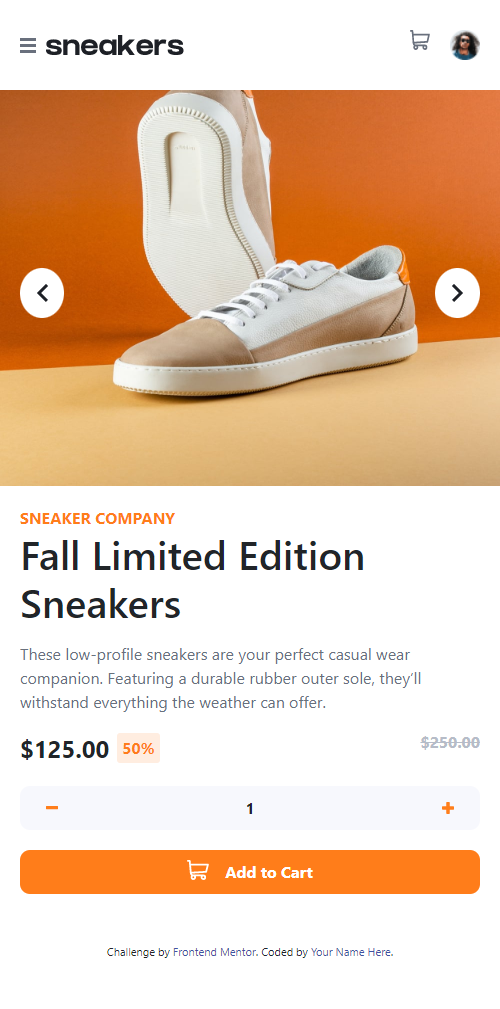 sneakers
SNEAKER COMPANY
Fall Limited Edition
Sneakers
These low-profile sneakers are your perfect casual wear
companion. Featuring a durable rubber outer sole, they’ll
withstand everything the weather can offer.
$125.00 50% $250.00
1
Add to Cart
Challenge by Frontend Mentor. Coded by Your Name Here.